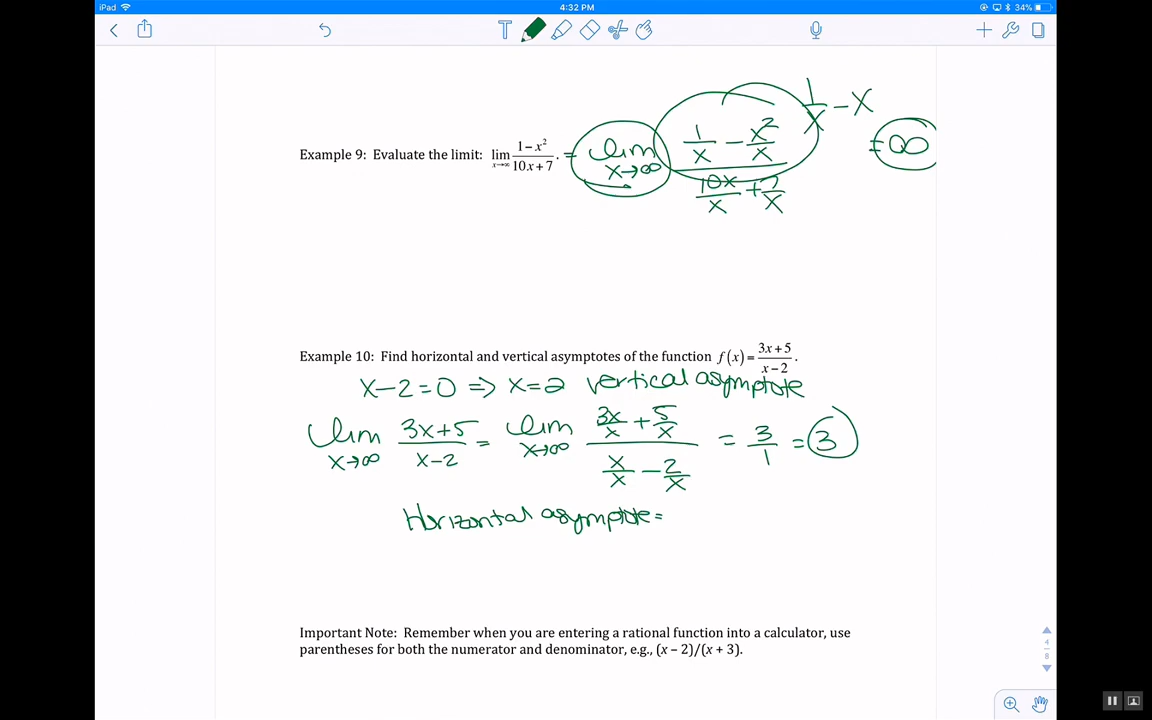 iPad 4:32 PM 34%
T
1/x - x
Example 9: Evaluate the limit: lim x→∞ (1 - x²)/(10x + 7). = lim x→∞ (1/x - x²/x)/(10x/x + 7/x) = ∞
Example 10: Find horizontal and vertical asymptotes of the function f(x) = (3x + 5)/(x - 2).
x - 2 = 0 ⇒ x = 2 vertical asymptote
lim x→∞ (3x + 5)/(x - 2) = lim x→∞ (3x/x + 5/x)/(x/x - 2/x) = 3/1 = 3
Horizontal asymptote =
Important Note: Remember when you are entering a rational function into a calculator, use
parentheses for both the numerator and denominator, e.g., (x – 2)/(x + 3).
4
8